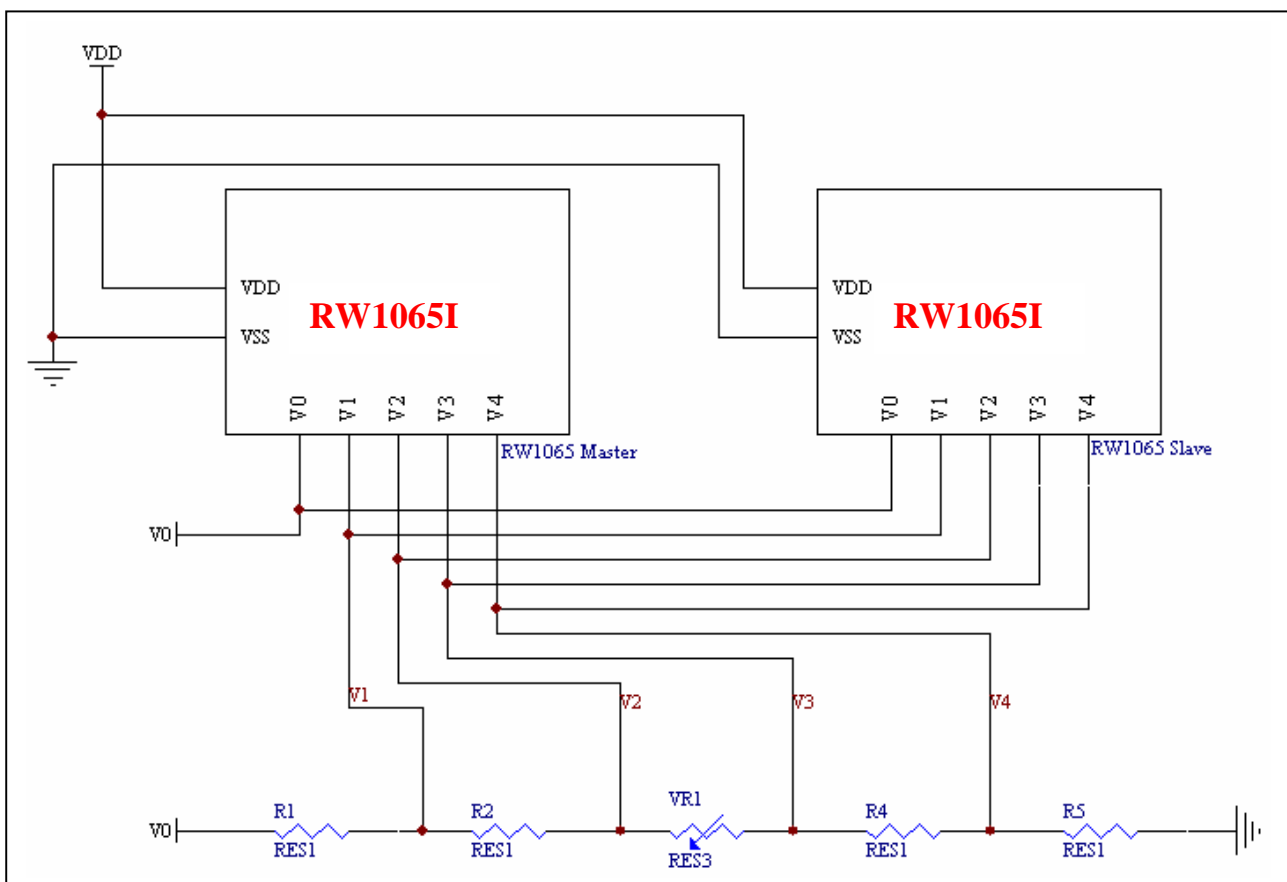 VDD
VDD
VSS
RW1065I
V0
V1
V2
V3
V4
RW1065 Master
VDD
VSS
RW1065I
V0
V1
V2
V3
V4
RW1065 Slave
V0
V1
V2
V3
V4
V0
R1
RES1
R2
RES1
VR1
RES3
R4
RES1
R5
RES1